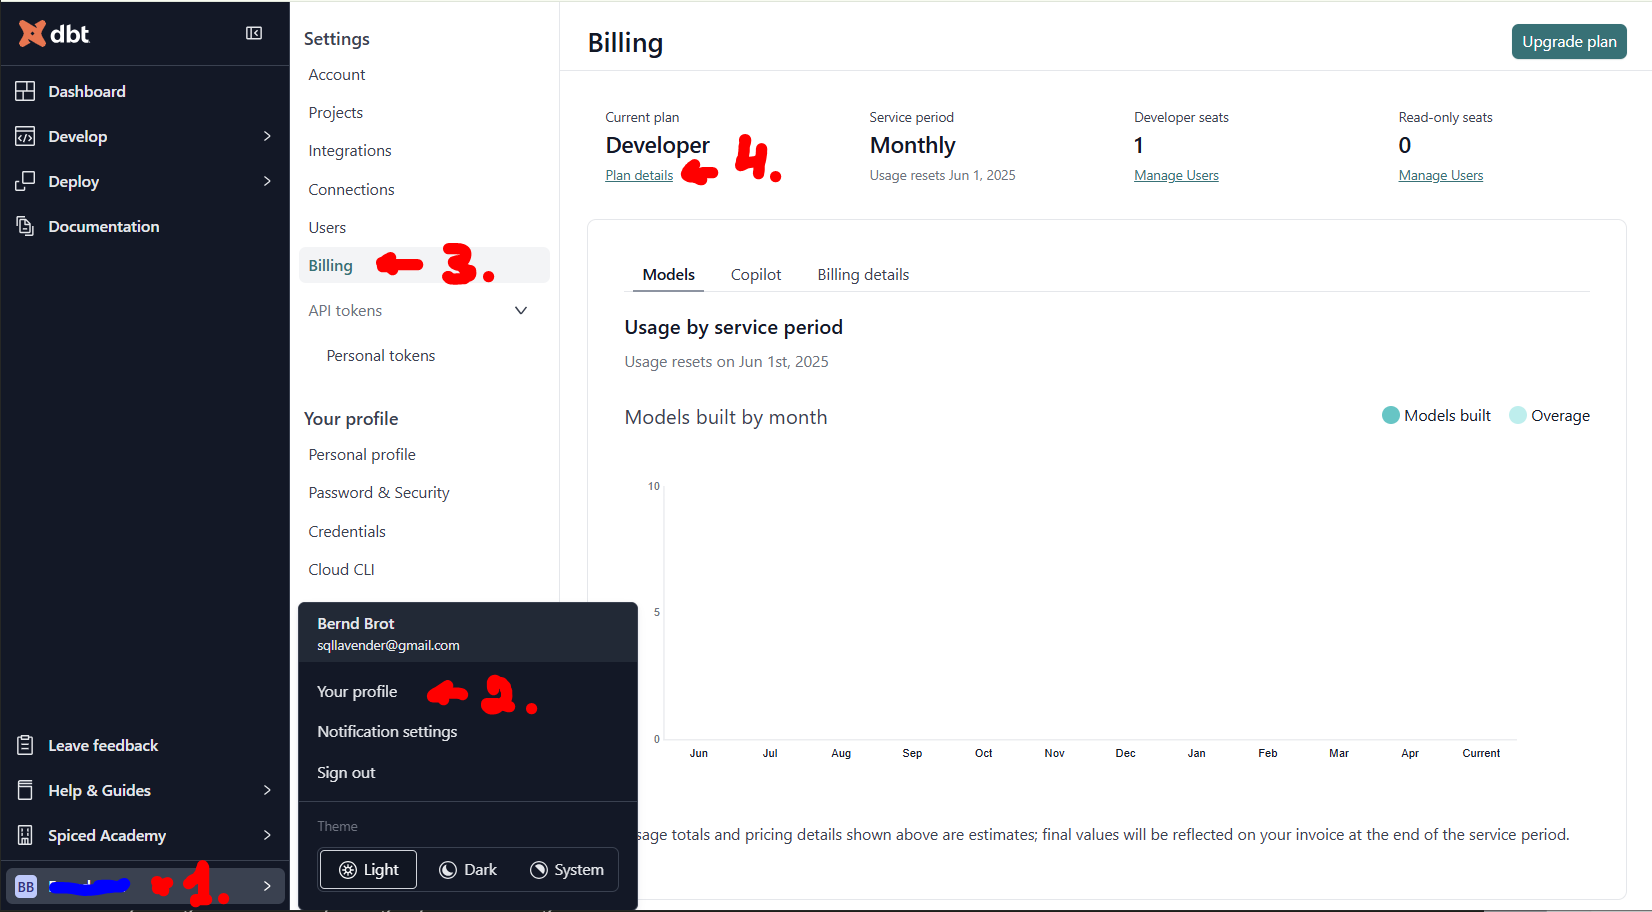 dbt
Dashboard
Develop
Deploy
Documentation
Leave feedback
Help & Guides
Spiced Academy
BB
1.
Settings
Account
Projects
Integrations
Connections
Users
Billing
3.
API tokens
Personal tokens
Your profile
Personal profile
Password & Security
Credentials
Cloud CLI
Bernd Brot
sqllavender@gmail.com
Your profile
2.
Notification settings
Sign out
Theme
Light Dark System
Billing
Upgrade plan
Current plan
Developer
Plan details
4.
Service period
Monthly
Usage resets Jun 1, 2025
Developer seats
1
Manage Users
Read-only seats
0
Manage Users
Models Copilot Billing details
Usage by service period
Usage resets on Jun 1st, 2025
Models built by month
Models built Overage
10
5
0
Jun Jul Aug Sep Oct Nov Dec Jan Feb Mar Apr Current
sage totals and pricing details shown above are estimates; final values will be reflected on your invoice at the end of the service period.